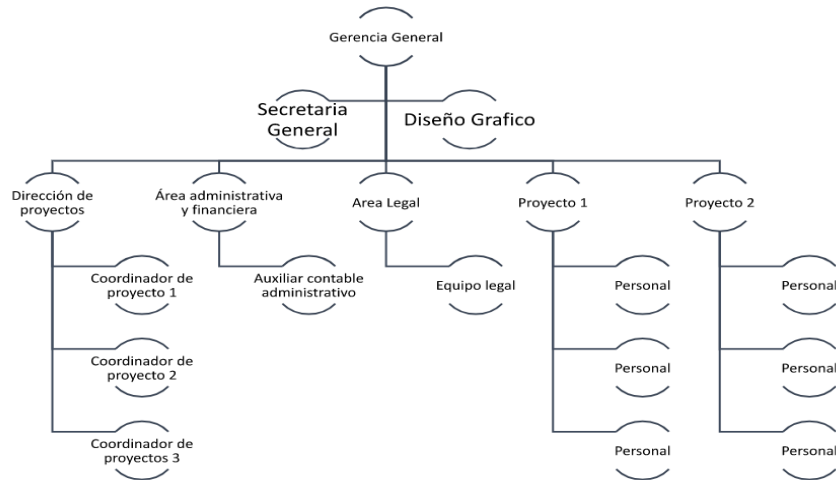 Gerencia General
Secretaria
General
Diseño Grafico
Dirección de
proyectos
Área administrativa
y financiera
Area Legal
Proyecto 1
Proyecto 2
Coordinador de
proyecto 1
Auxiliar contable
administrativo
Equipo legal
Personal
Personal
Coordinador de
proyecto 2
Personal
Personal
Coordinador de
proyectos 3
Personal
Personal